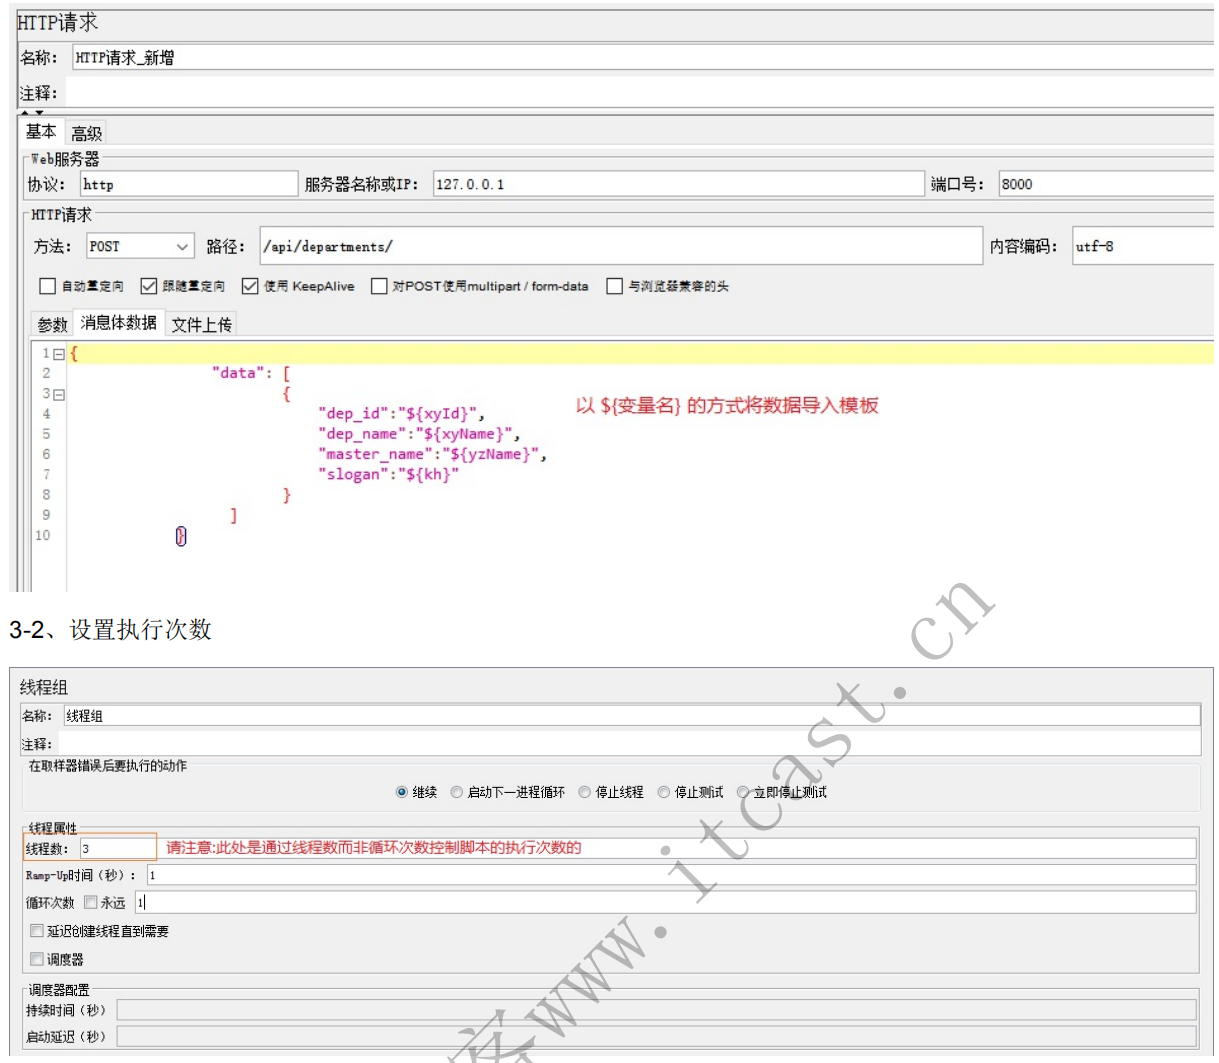 HTTP请求
名称： HTTP请求_新增
注释：
基本 高级
Web服务器
协议： http 服务器名称或IP： 127.0.0.1 端口号： 8000
HTTP请求
方法： POST 路径： /api/departments/ 内容编码： utf-8
自动重定向 跟随重定向 使用 KeepAlive 对POST使用multipart / form-data 与浏览器兼容的头
参数 消息体数据 文件上传
1 {
2 "data": [
3 {
4 "dep_id":"${xyId}",
以 ${变量名} 的方式将数据导入模板
5 "dep_name":"${xyName}",
6 "master_name":"${yzName}",
7 "slogan":"${kh}"
8 }
9 ]
10 }
3-2、设置执行次数
线程组
名称： 线程组
注释：
在取样器错误后要执行的动作
继续 启动下一进程循环 停止线程 停止测试 立即停止测试
线程属性
线程数： 3 请注意:此处是通过线程数而非循环次数控制脚本的执行次数的
Ramp-Up时间（秒）： 1
循环次数 永远 1
延迟创建线程直到需要
调度器
调度器配置
持续时间（秒）
启动延迟（秒）
客www.itcast.cn